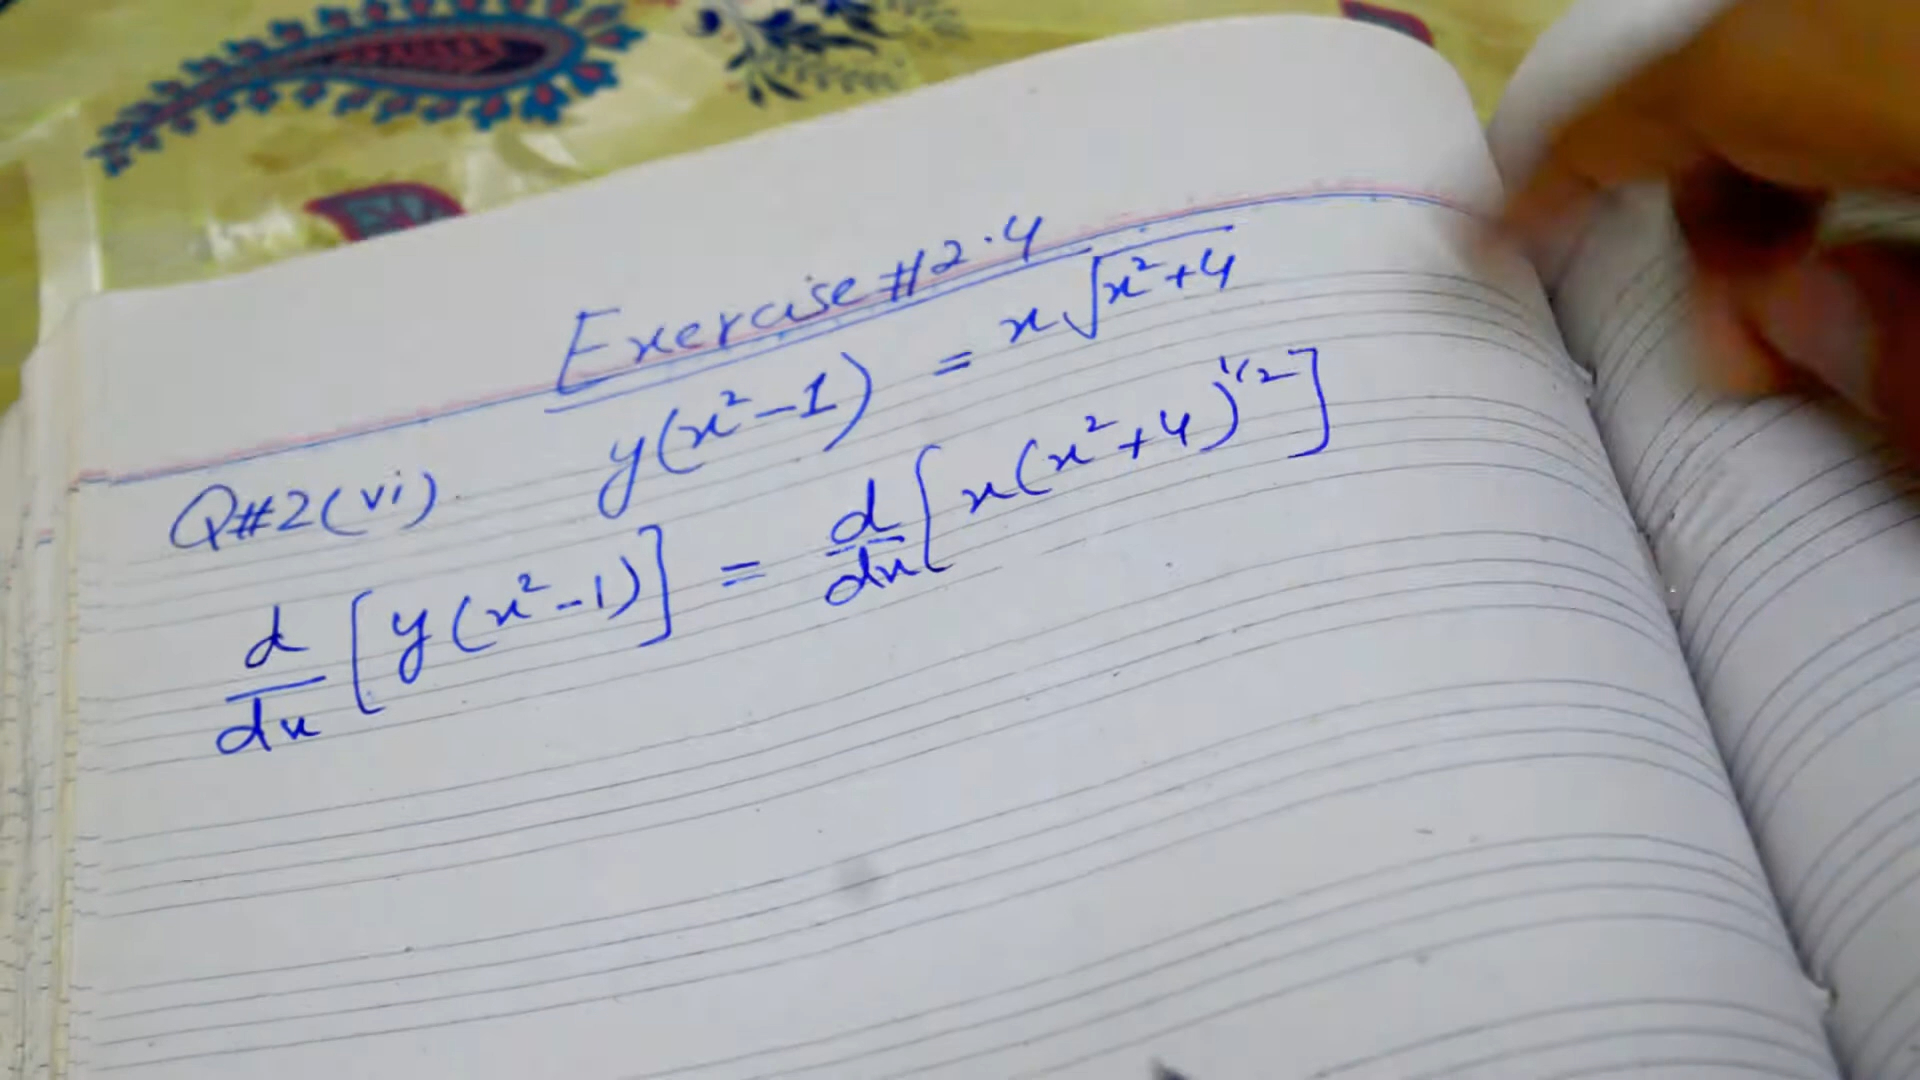 Exercise #2.4
Q#2(vi). y(x²-1) = x√(x²+4)
d/dx [y(x²-1)] = d/dx [x(x²+4)^1/2]